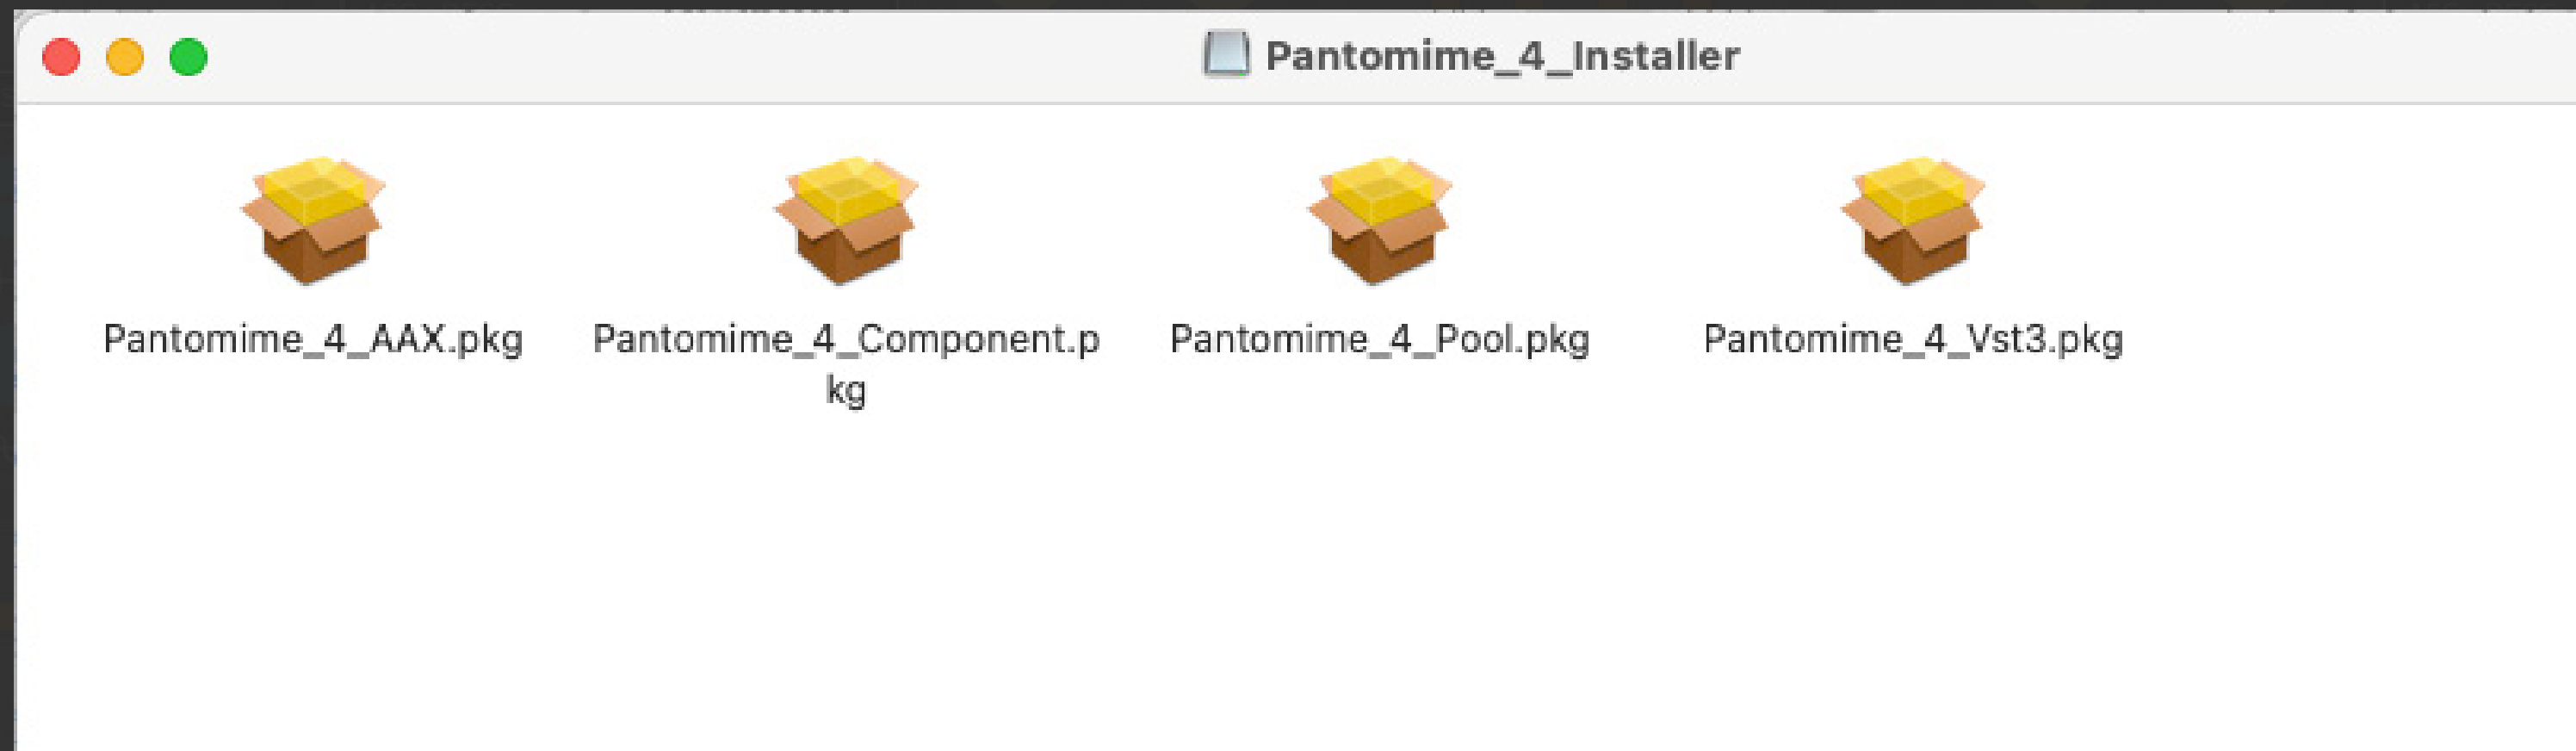 Pantomime_4_Installer
Pantomime_4_AAX.pkg
Pantomime_4_Component.p
kg
Pantomime_4_Pool.pkg
Pantomime_4_Vst3.pkg